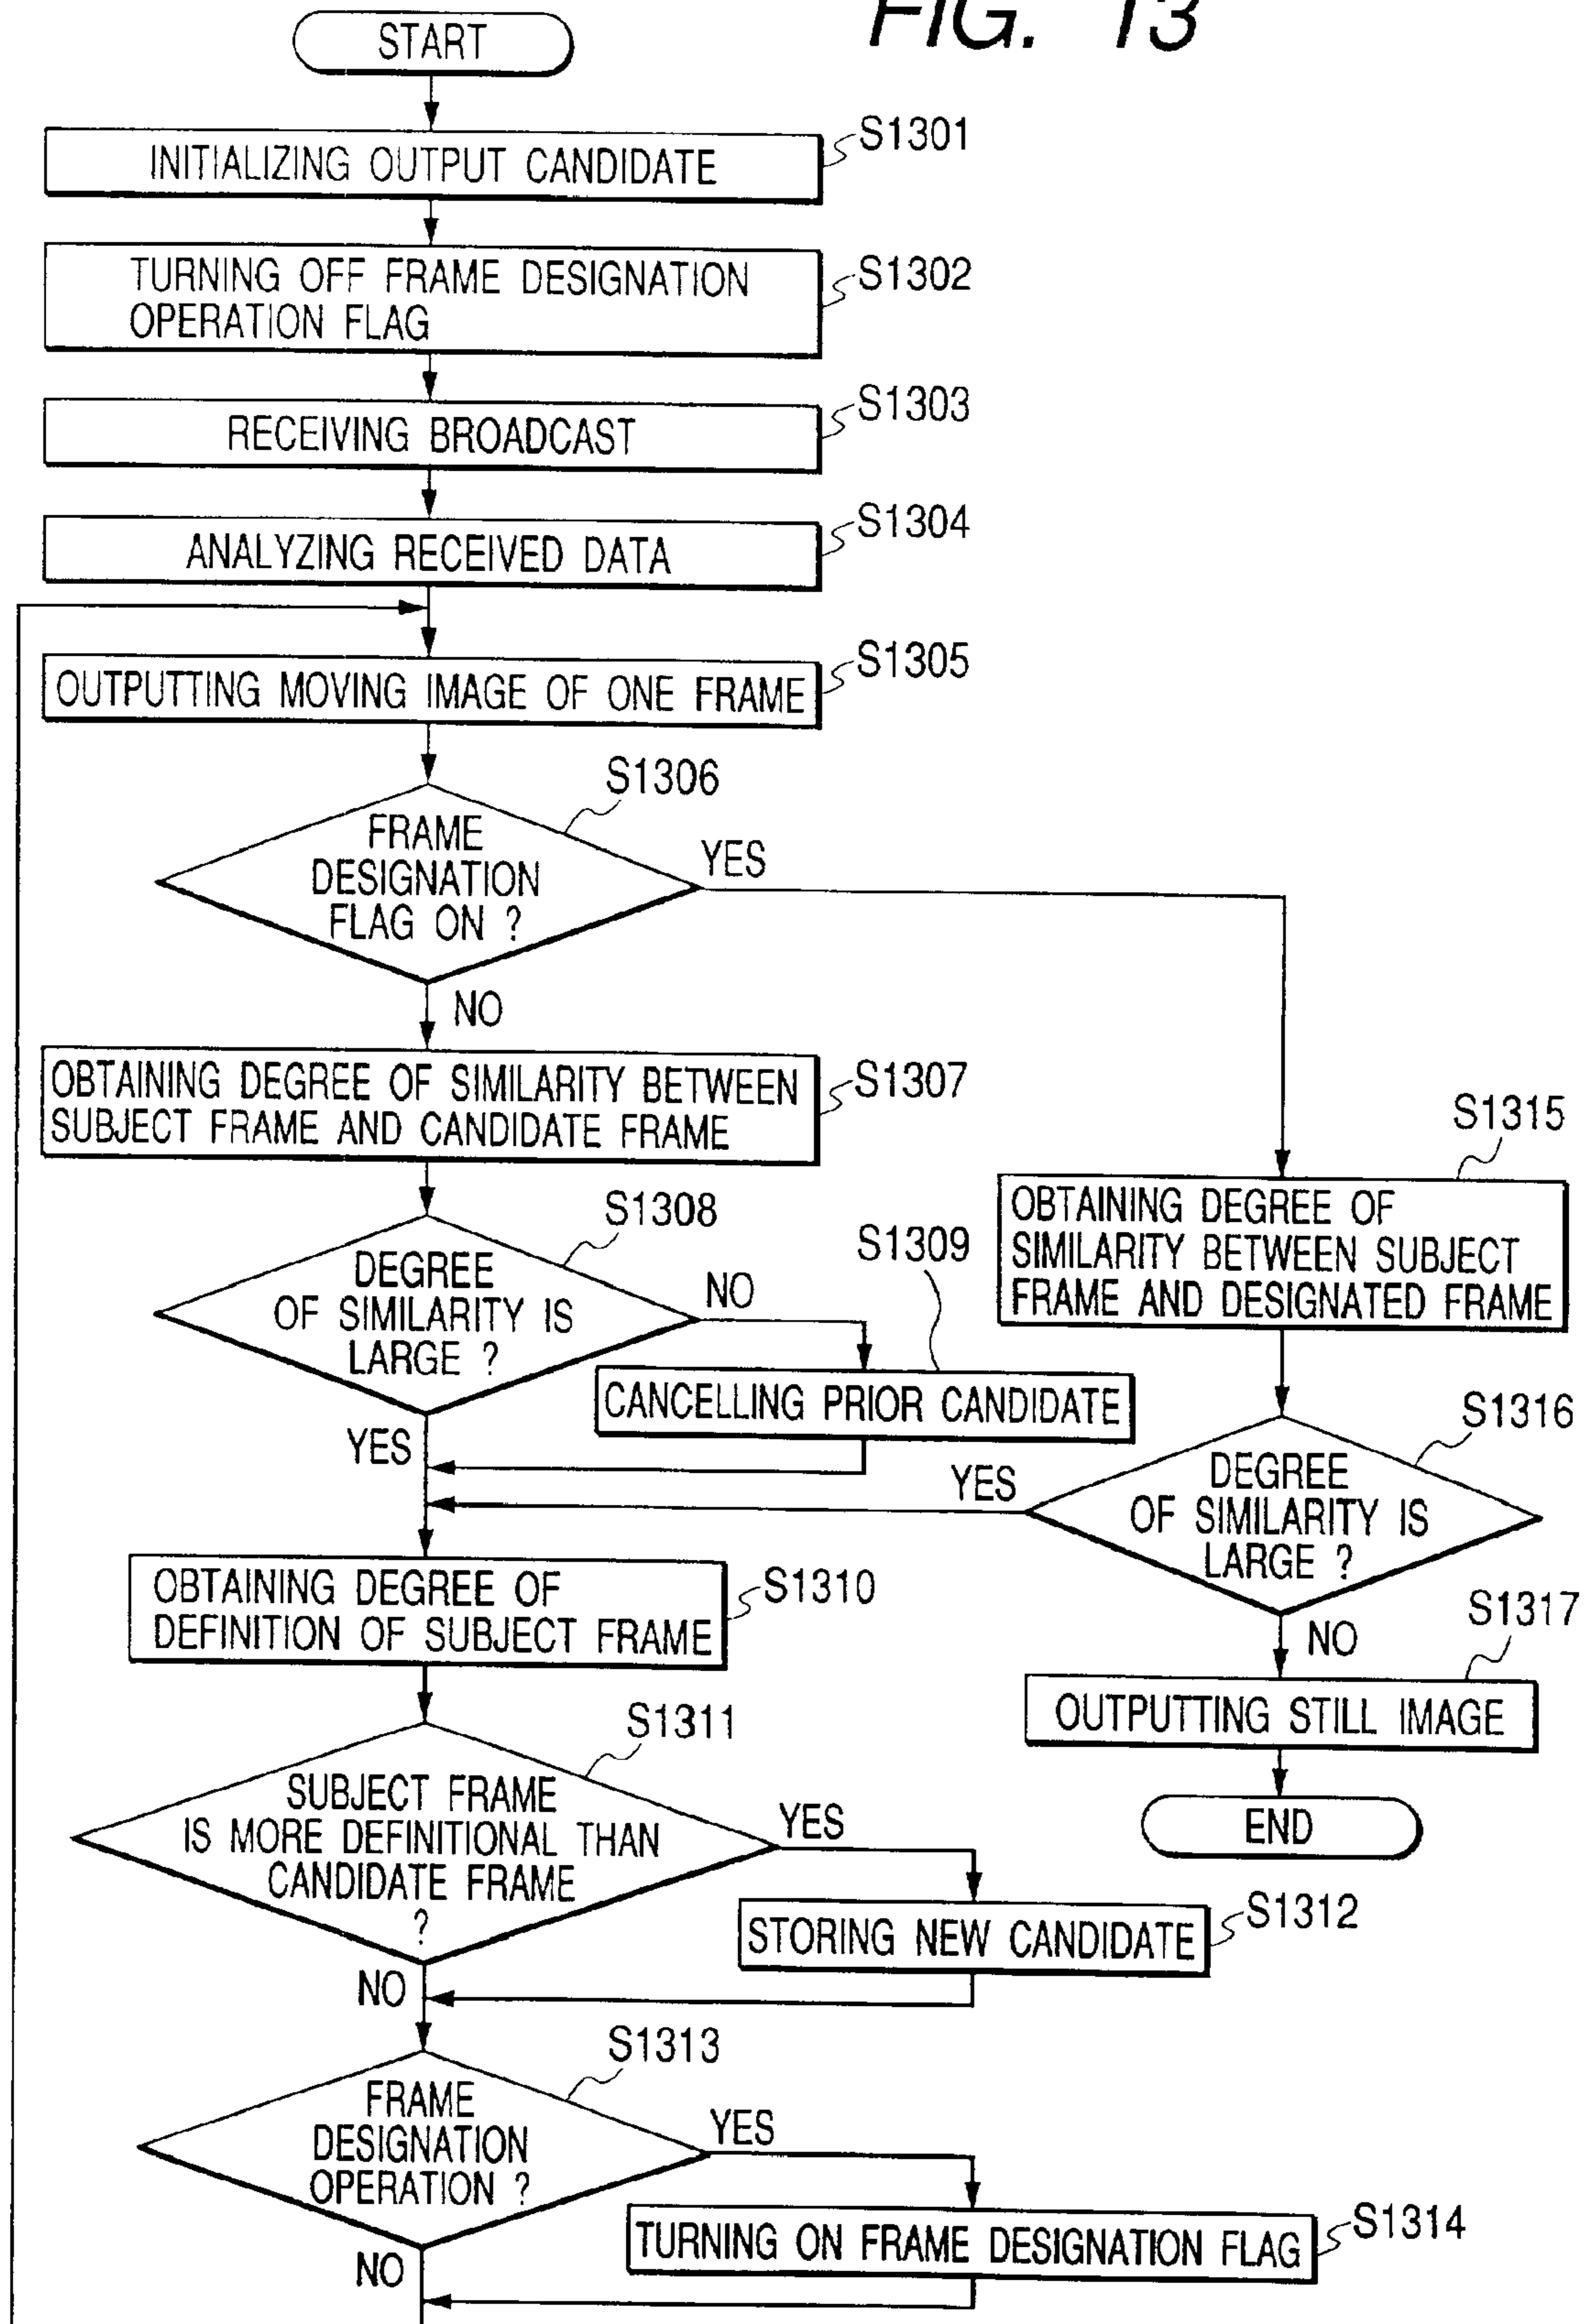 FIG. 13
START
S1301
INITIALIZING OUTPUT CANDIDATE
S1302
TURNING OFF FRAME DESIGNATION
OPERATION FLAG
S1303
RECEIVING BROADCAST
S1304
ANALYZING RECEIVED DATA
S1305
OUTPUTTING MOVING IMAGE OF ONE FRAME
S1306
FRAME
DESIGNATION
FLAG ON ?
YES
NO
OBTAINING DEGREE OF SIMILARITY BETWEEN
SUBJECT FRAME AND CANDIDATE FRAME
S1307
S1308
DEGREE
OF SIMILARITY IS
LARGE ?
NO
YES
S1309
CANCELLING PRIOR CANDIDATE
S1315
OBTAINING DEGREE OF
SIMILARITY BETWEEN SUBJECT
FRAME AND DESIGNATED FRAME
S1316
DEGREE
OF SIMILARITY IS
LARGE ?
YES
NO
S1317
OUTPUTTING STILL IMAGE
END
OBTAINING DEGREE OF
DEFINITION OF SUBJECT FRAME
S1310
S1311
SUBJECT FRAME
IS MORE DEFINITIONAL THAN
CANDIDATE FRAME
?
YES
NO
S1312
STORING NEW CANDIDATE
S1313
FRAME
DESIGNATION
OPERATION ?
YES
NO
TURNING ON FRAME DESIGNATION FLAG
S1314